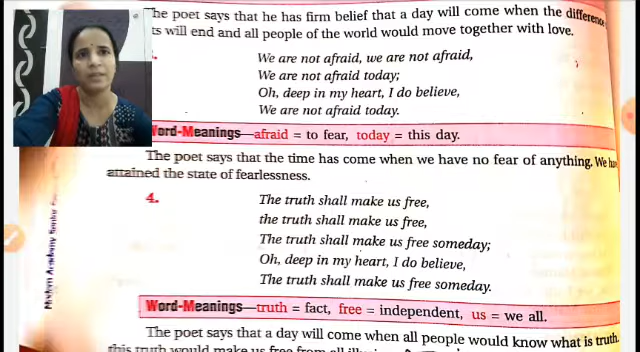 The poet says that he has firm belief that a day will come when the difference
ts will end and all people of the world would move together with love.
We are not afraid, we are not afraid,
We are not afraid today;
Oh, deep in my heart, I do believe,
We are not afraid today.
Word-Meanings—afraid = to fear, today = this day.
The poet says that the time has come when we have no fear of anything. We have
attained the state of fearlessness.
4.
The truth shall make us free,
the truth shall make us free,
The truth shall make us free someday;
Oh, deep in my heart, I do believe,
The truth shall make us free someday.
Word-Meanings—truth = fact, free = independent, us = we all.
The poet says that a day will come when all people would know what is truth.
this truth would make us free from all
Modern Academy Senior